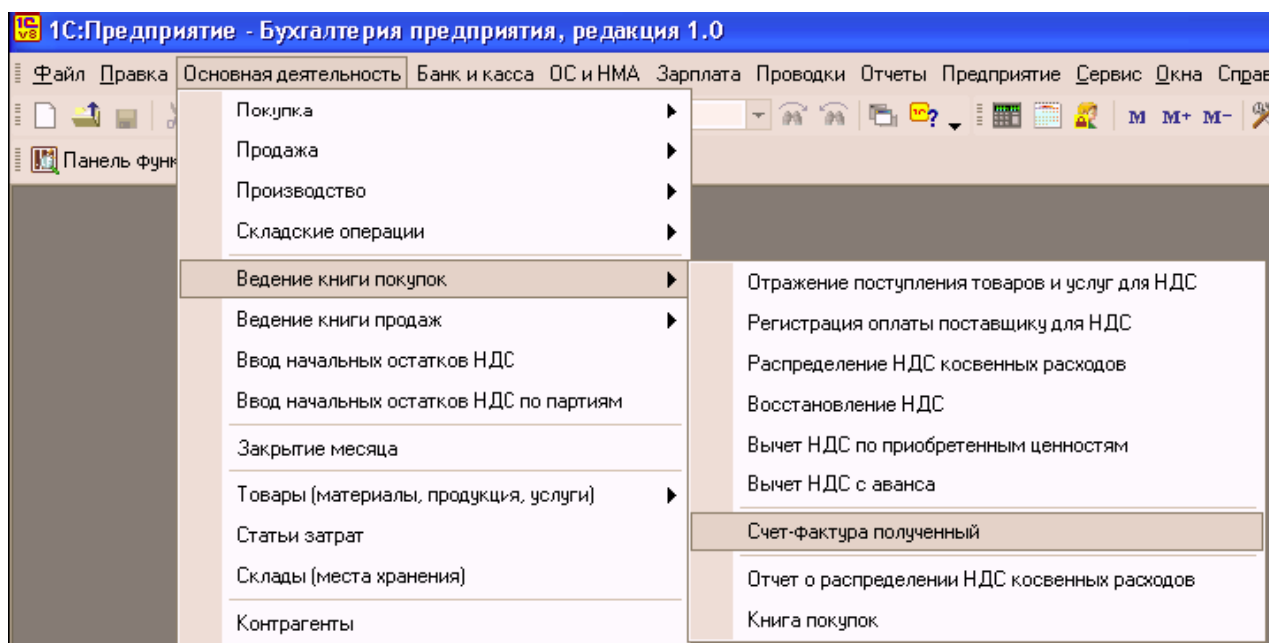 1С:Предприятие - Бухгалтерия предприятия, редакция 1.0
Файл Правка Основная деятельность Банк и касса ОС и НМА Зарплата Проводки Отчеты Предприятие Сервис Окна Справ
M M+ M-
Панель функ
Покупка
Продажа
Производство
Складские операции
Ведение книги покупок
Ведение книги продаж
Ввод начальных остатков НДС
Ввод начальных остатков НДС по партиям
Закрытие месяца
Товары (материалы, продукция, услуги)
Статьи затрат
Склады (места хранения)
Контрагенты
Отражение поступления товаров и услуг для НДС
Регистрация оплаты поставщику для НДС
Распределение НДС косвенных расходов
Восстановление НДС
Вычет НДС по приобретенным ценностям
Вычет НДС с аванса
Счет-фактура полученный
Отчет о распределении НДС косвенных расходов
Книга покупок